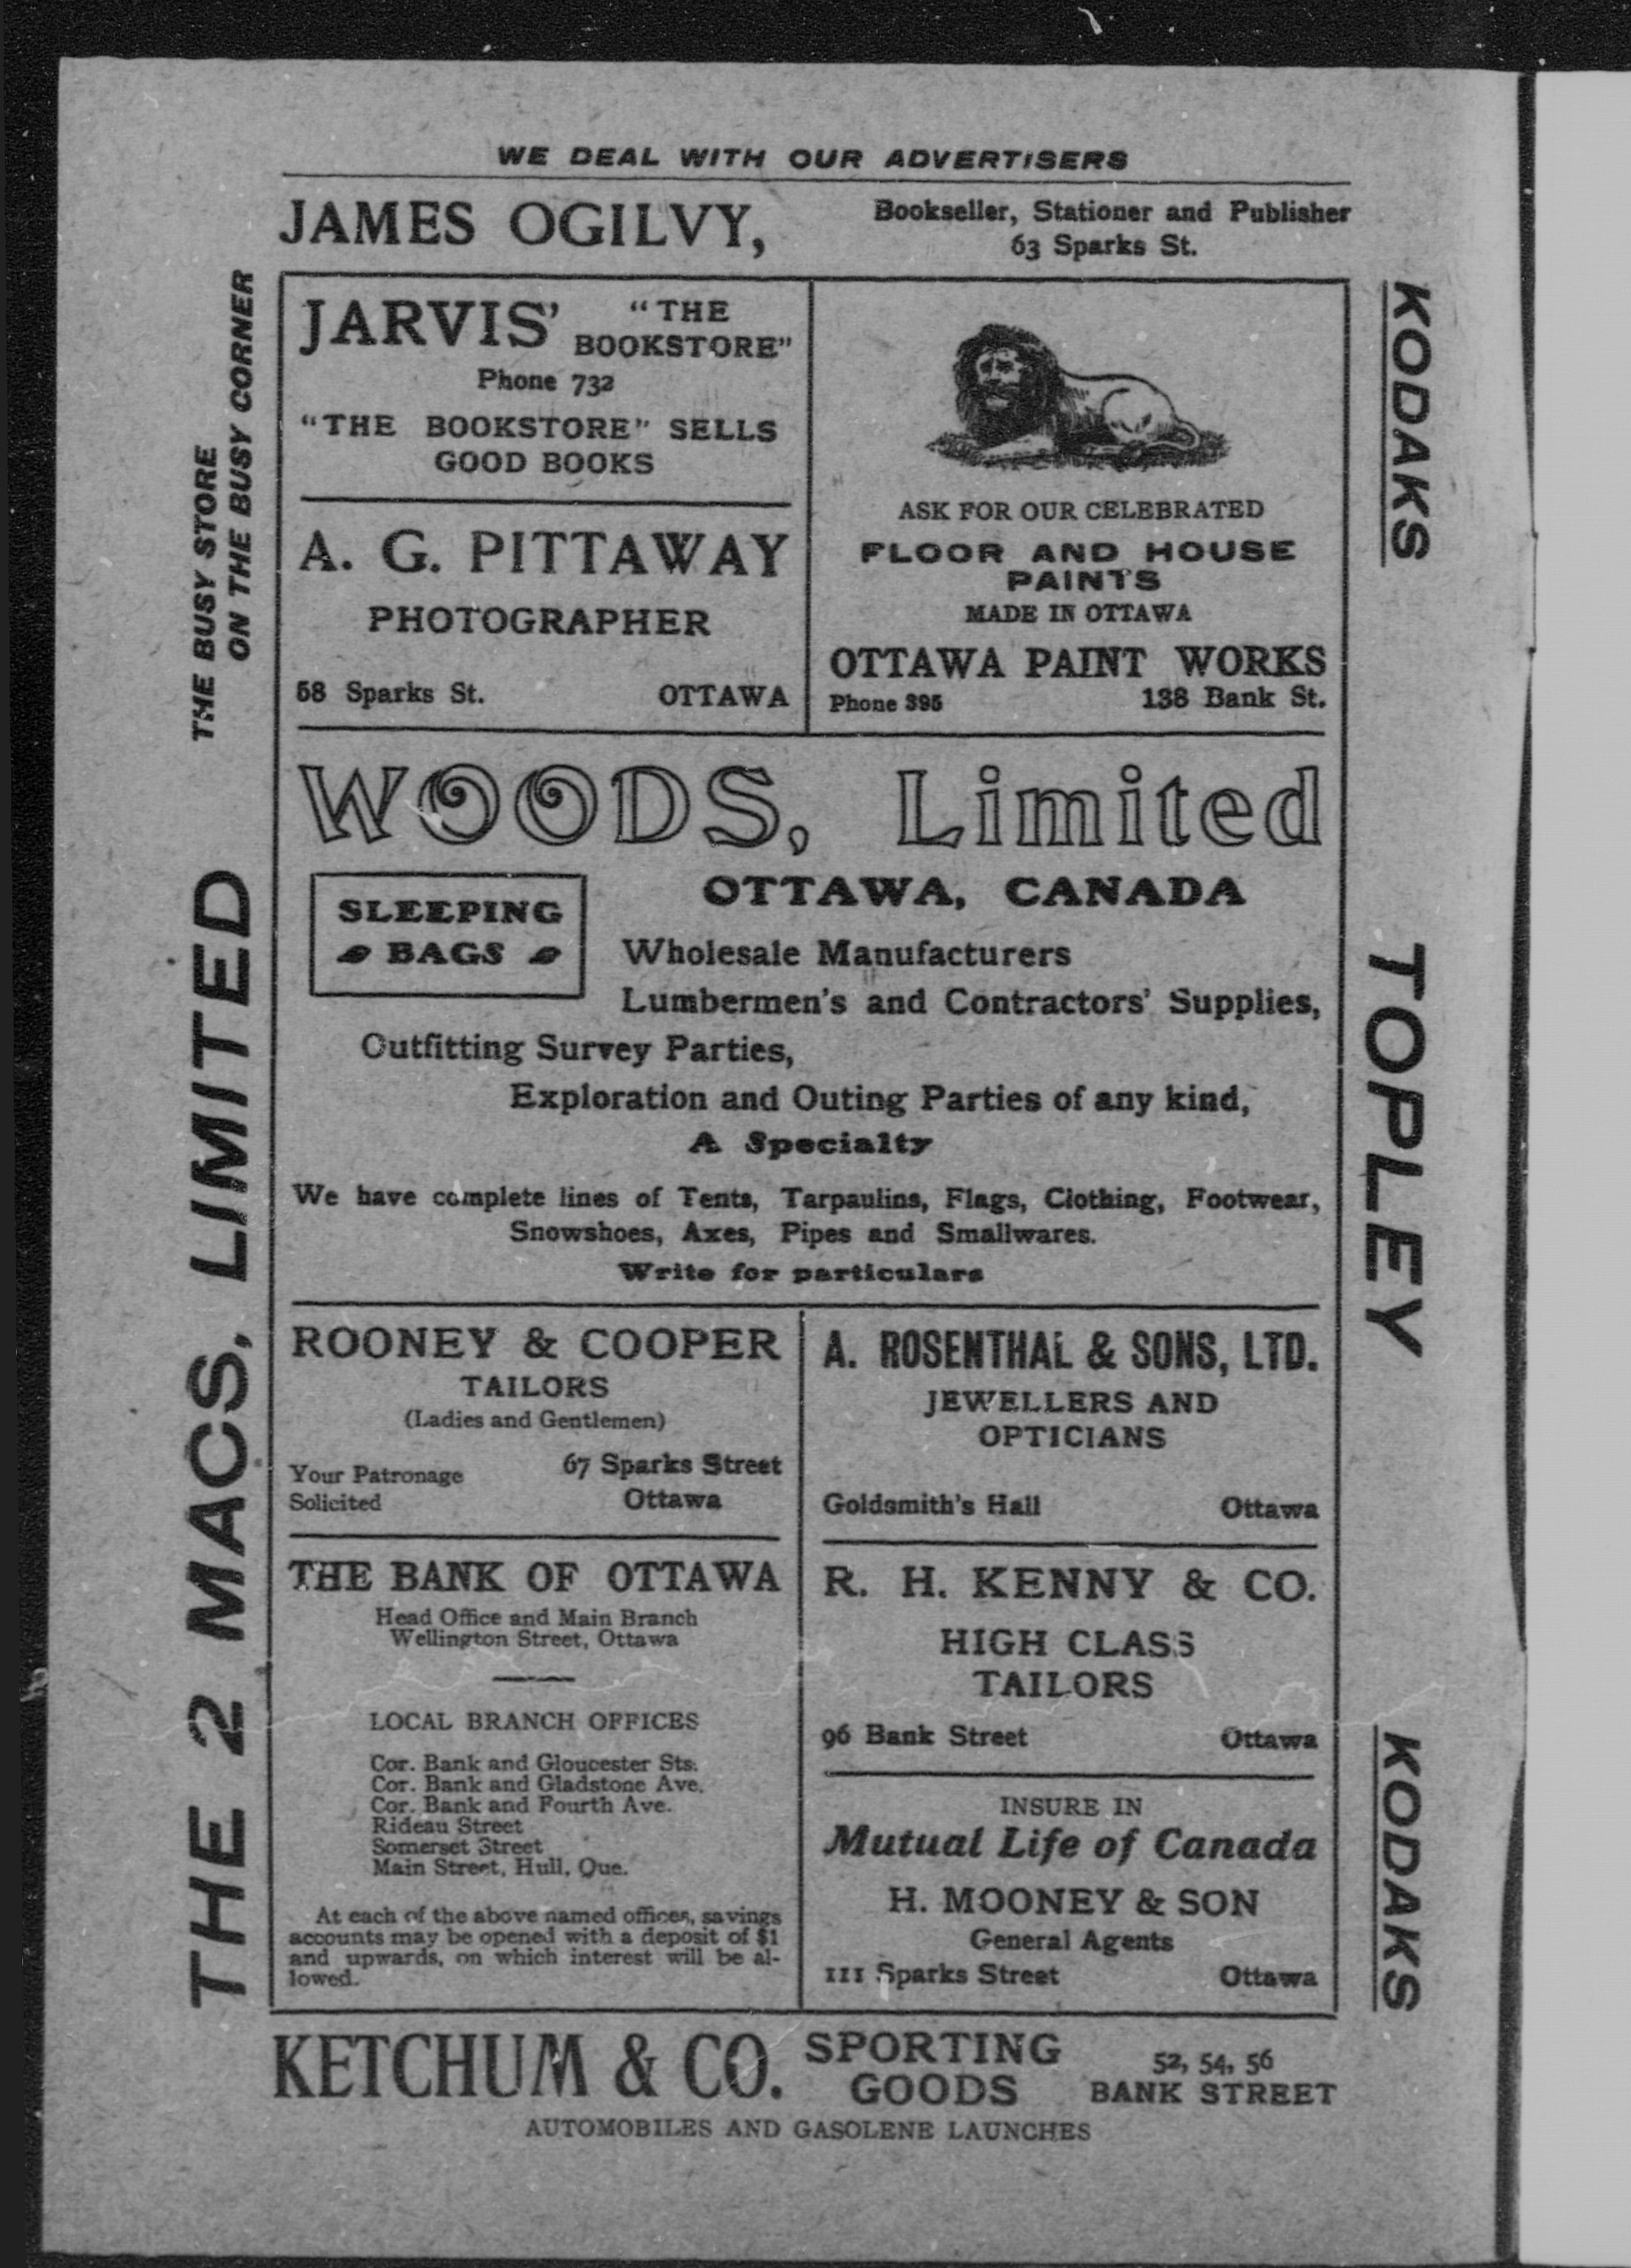 WE DEAL WITH OUR ADVERTISERS
JAMES OGILVY,
Bookseller, Stationer and Publisher
63 Sparks St.
THE BUSY STORE
ON THE BUSY CORNER
THE 2 MACS, LIMITED
JARVIS'
"THE
BOOKSTORE"
Phone 732
"THE BOOKSTORE" SELLS
GOOD BOOKS
A. G. PITTAWAY
PHOTOGRAPHER
58 Sparks St. OTTAWA
ASK FOR OUR CELEBRATED
FLOOR AND HOUSE
PAINTS
MADE IN OTTAWA
OTTAWA PAINT WORKS
Phone 395 138 Bank St.
WOODS, Limited
OTTAWA, CANADA
SLEEPING
BAGS
Wholesale Manufacturers
Lumbermen's and Contractors' Supplies,
Outfitting Survey Parties,
Exploration and Outing Parties of any kind,
A Specialty
We have complete lines of Tents, Tarpaulins, Flags, Clothing, Footwear,
Snowshoes, Axes, Pipes and Smallwares.
Write for particulars
ROONEY & COOPER
TAILORS
(Ladies and Gentlemen)
Your Patronage
Solicited
67 Sparks Street
Ottawa
A. ROSENTHAL & SONS, LTD.
JEWELLERS AND
OPTICIANS
Goldsmith's Hall Ottawa
THE BANK OF OTTAWA
Head Office and Main Branch
Wellington Street, Ottawa
LOCAL BRANCH OFFICES
Cor. Bank and Gloucester Sts.
Cor. Bank and Gladstone Ave.
Cor. Bank and Fourth Ave.
Rideau Street
Somerset Street
Main Street, Hull, Que.
At each of the above named offices, savings
accounts may be opened with a deposit of $1
and upwards, on which interest will be al-
lowed.
R. H. KENNY & CO.
HIGH CLASS
TAILORS
96 Bank Street Ottawa
INSURE IN
Mutual Life of Canada
H. MOONEY & SON
General Agents
111 Sparks Street Ottawa
KODAKS
TOPLEY
KODAKS
KETCHUM & CO.
SPORTING
GOODS
52, 54, 56
BANK STREET
AUTOMOBILES AND GASOLENE LAUNCHES